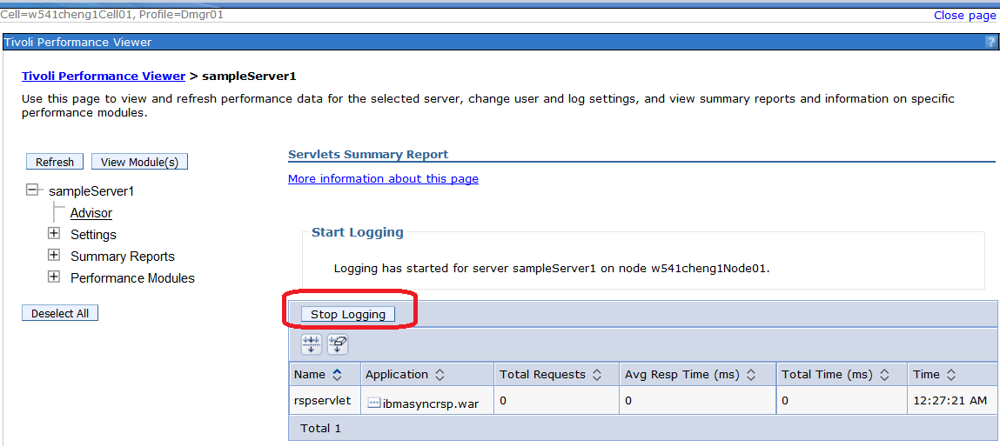 Cell=w541cheng1Cell01, Profile=Dmgr01
Close page
Tivoli Performance Viewer
?
Tivoli Performance Viewer > sampleServer1
Use this page to view and refresh performance data for the selected server, change user and log settings, and view summary reports and information on specific
performance modules.
Refresh
View Module(s)
sampleServer1
Advisor
Settings
Summary Reports
Performance Modules
Deselect All
Servlets Summary Report
More information about this page
Start Logging
Logging has started for server sampleServer1 on node w541cheng1Node01.
Stop Logging
Name Application Total Requests Avg Resp Time (ms) Total Time (ms) Time
rspservlet ibmasyncrsp.war 0 0 0 12:27:21 AM
Total 1